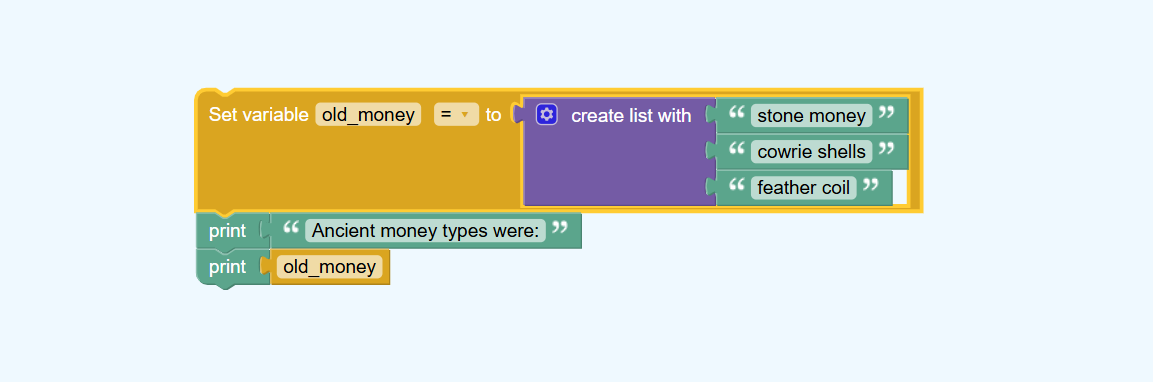 Set variable old_money = to create list with “ stone money ”
“ cowrie shells ”
“ feather coil ”
print “ Ancient money types were: ”
print old_money